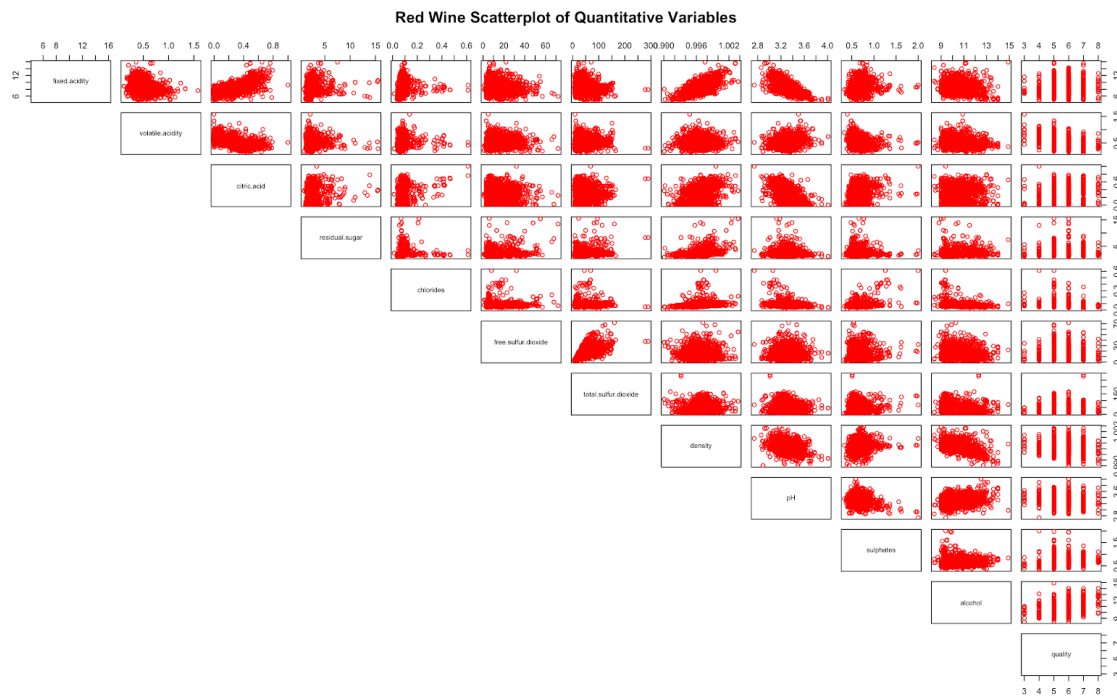 Red Wine Scatterplot of Quantitative Variables
6 8 12 16 0.5 1.0 1.5 0.0 0.4 0.8 5 10 15 0.0 0.2 0.4 0.6 0 20 40 60 0 100 200 300 0.990 0.996 1.002 2.8 3.2 3.6 4.0 0.5 1.0 1.5 2.0 9 11 13 15 3 4 5 6 7 8
fixed.acidity
6 12
volatile.acidity
citric.acid
residual.sugar
chlorides
free.sulfur.dioxide
total.sulfur.dioxide
density
pH
sulphates
alcohol
quality
3 4 5 6 7 8